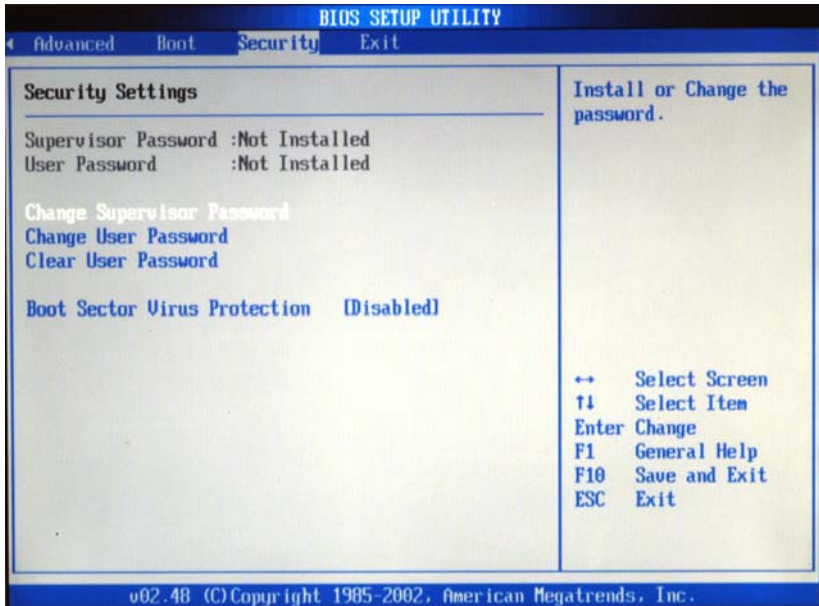 BIOS SETUP UTILITY
Advanced Boot Security Exit
Security Settings
Supervisor Password :Not Installed
User Password :Not Installed
Change Supervisor Password
Change User Password
Clear User Password
Boot Sector Virus Protection [Disabled]
Install or Change the
password.
↔ Select Screen
↑↓ Select Item
Enter Change
F1 General Help
F10 Save and Exit
ESC Exit
v02.48 (C)Copyright 1985-2002, American Megatrends, Inc.